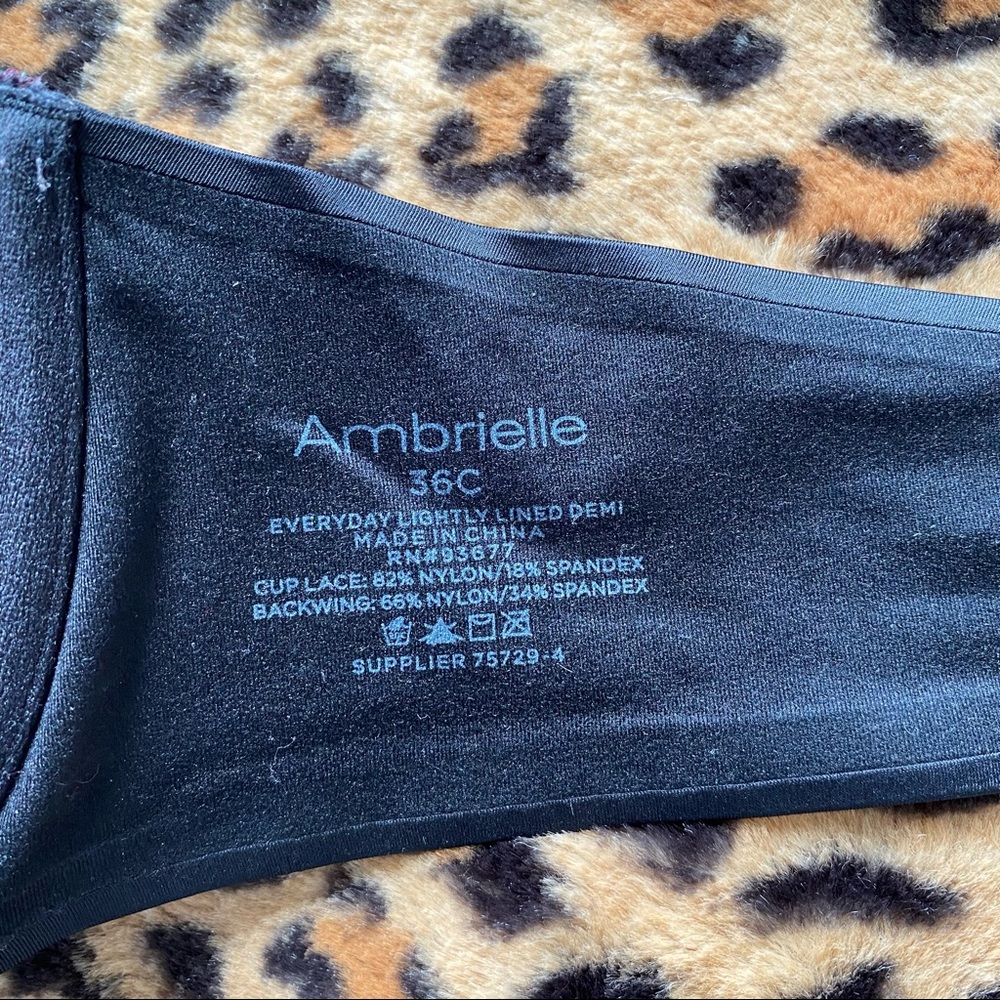 Ambrielle
36C
EVERYDAY LIGHTLY LINED DEMI
MADE IN CHINA
RN#93677
CUP LACE: 82% NYLON/18% SPANDEX
BACKWING: 66% NYLON/34% SPANDEX
SUPPLIER 75729-4